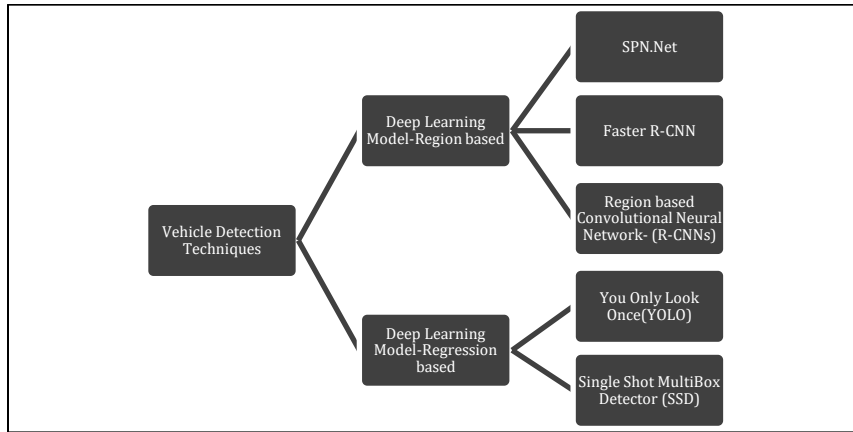 Vehicle Detection
Techniques
Deep Learning
Model-Region based
SPN.Net
Faster R-CNN
Region based
Convolutional Neural
Network- (R-CNNs)
Deep Learning
Model-Regression
based
You Only Look
Once(YOLO)
Single Shot MultiBox
Detector (SSD)